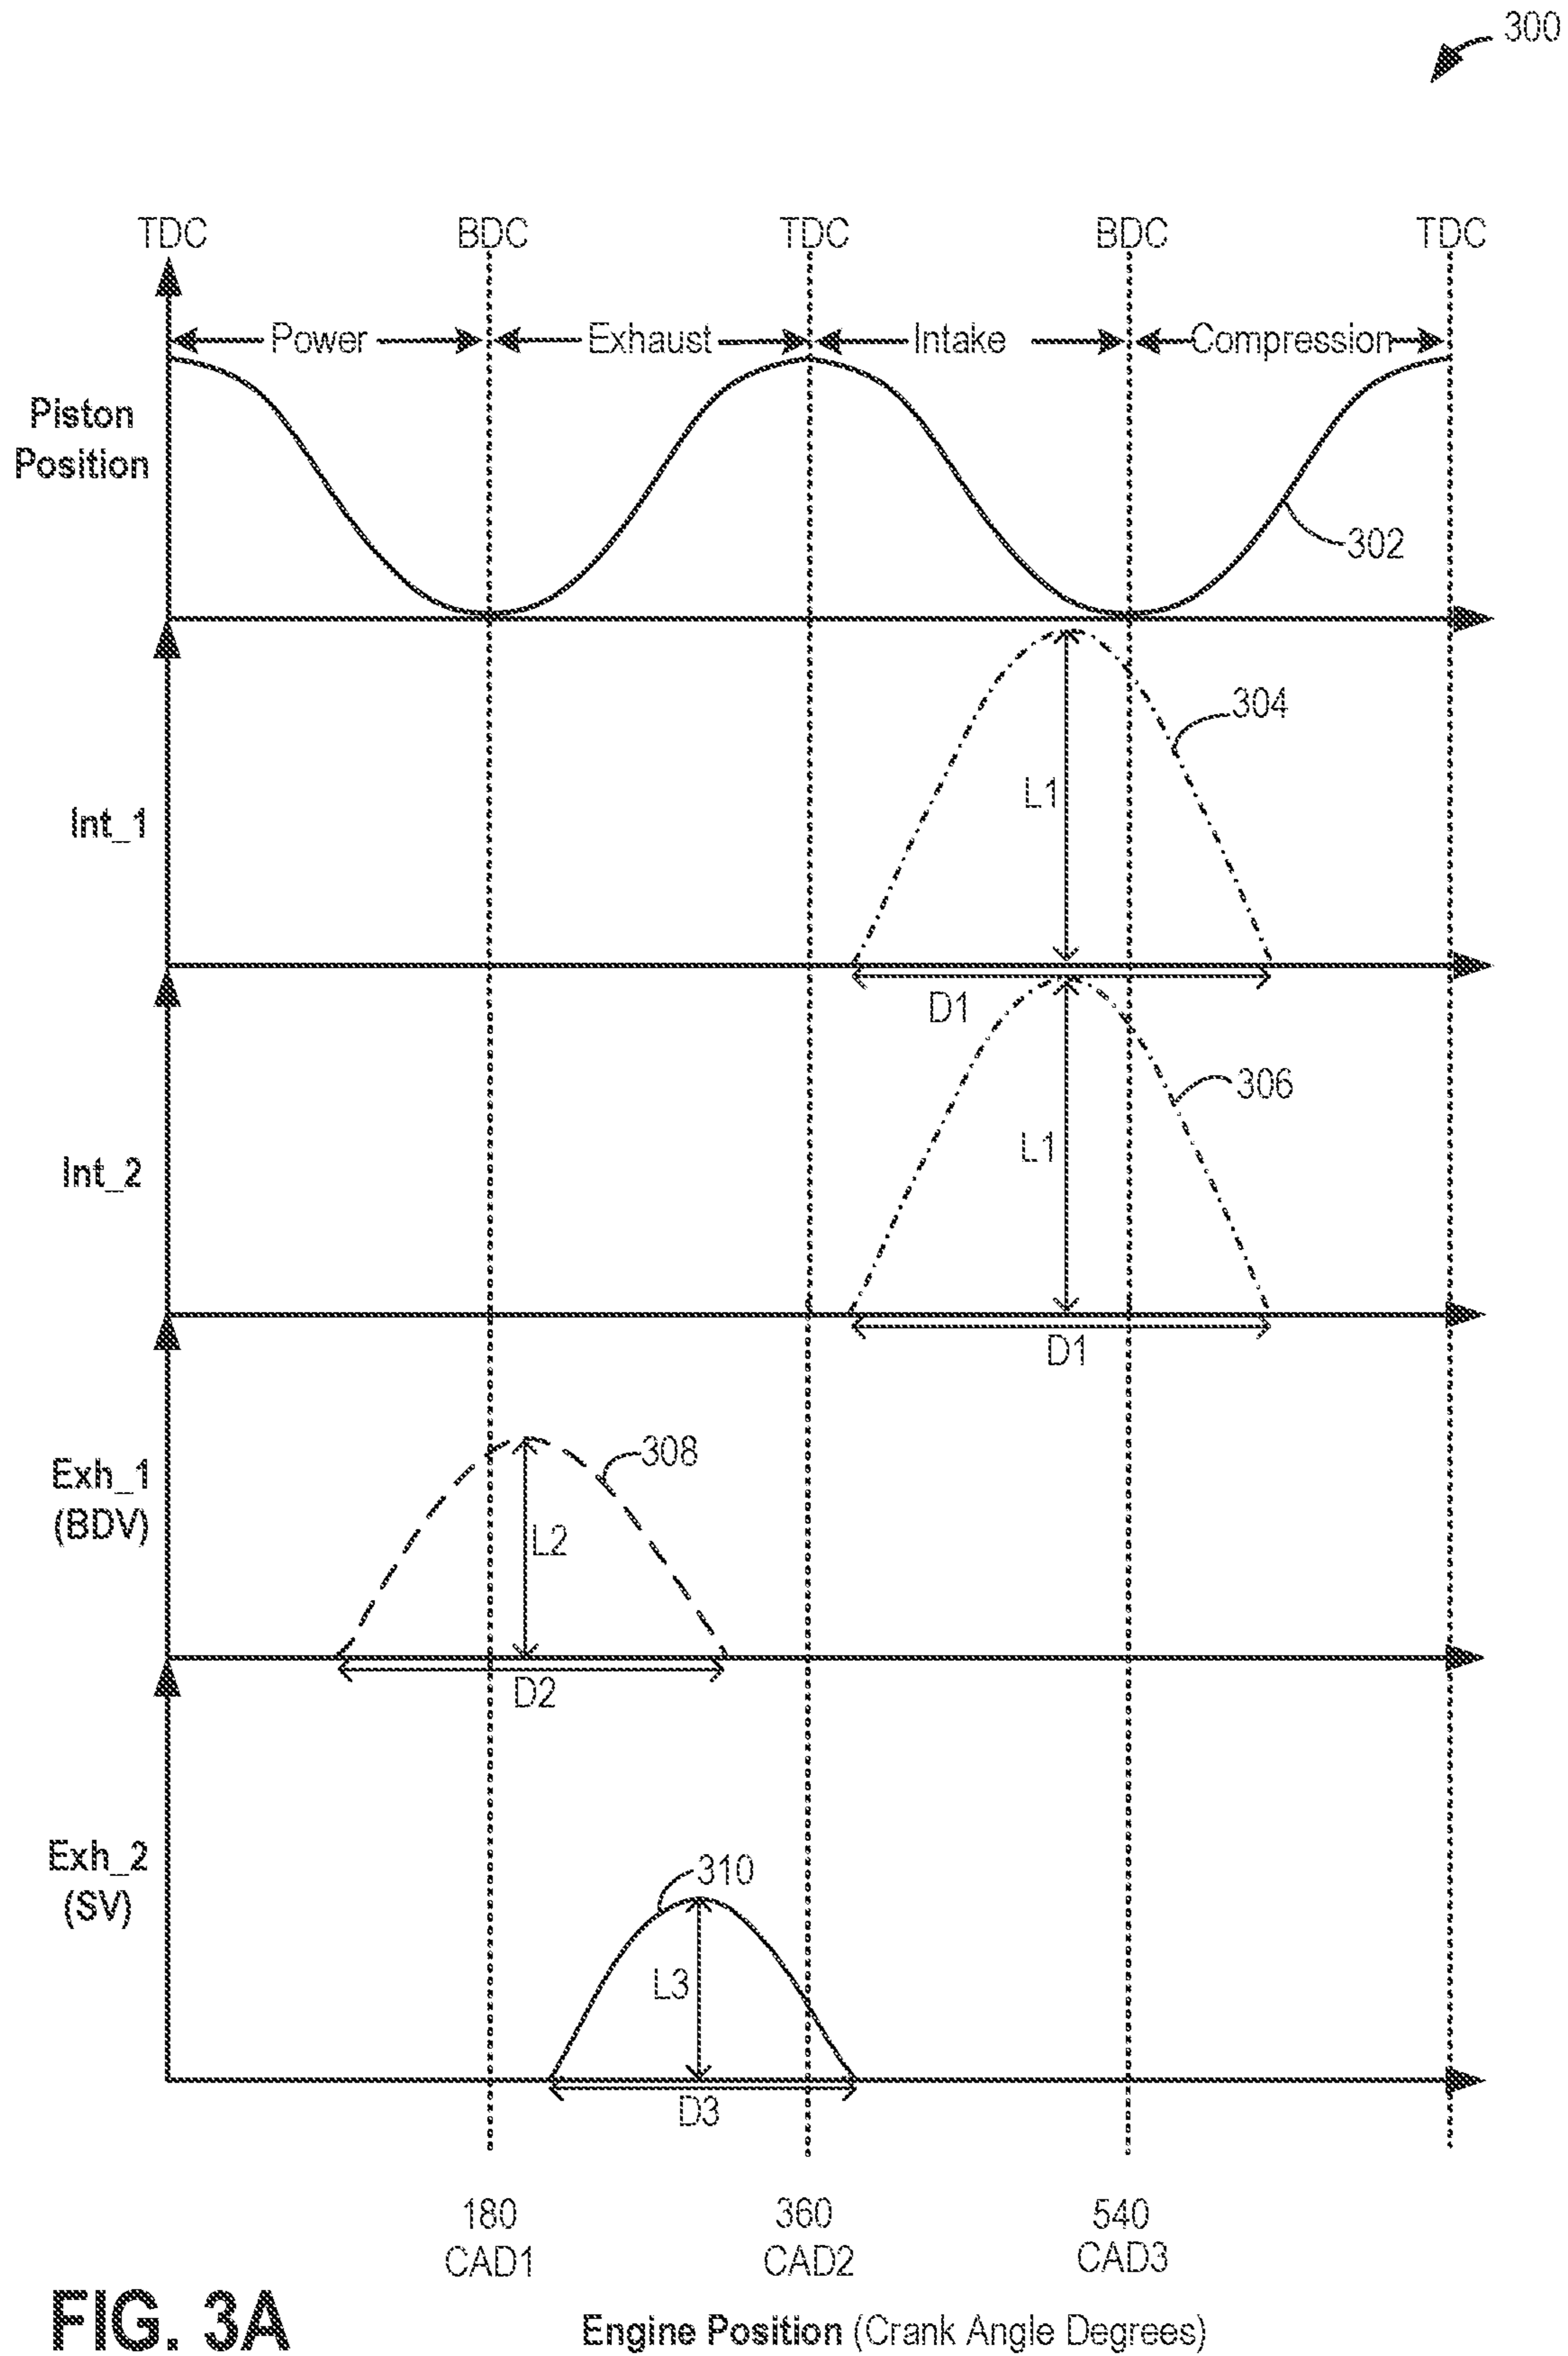 300
TDC BDC TDC BDC TDC
Power Exhaust Intake Compression
Piston
Position
302
304
L1
Int_1
D1
306
L1
Int_2
D1
308
Exh_1
(BDV)
L2
D2
310
Exh_2
(SV)
L3
D3
180 360 540
CAD1 CAD2 CAD3
FIG. 3A
Engine Position (Crank Angle Degrees)